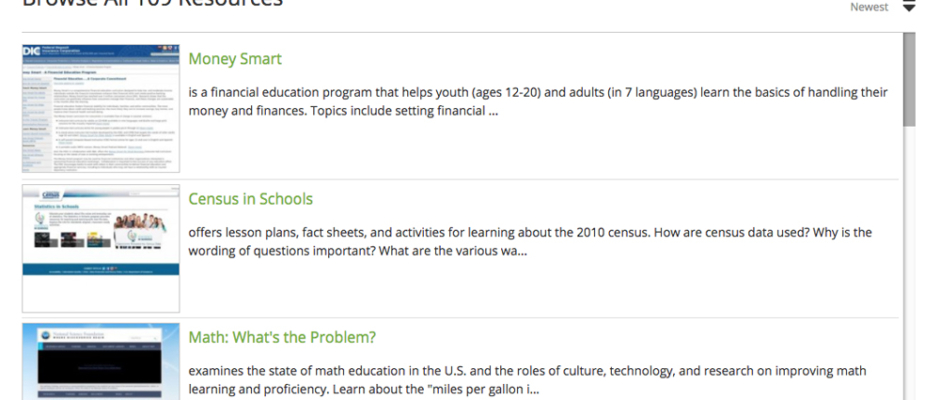 Browse All 169 Resources
Newest
Money Smart
is a financial education program that helps youth (ages 12-20) and adults (in 7 languages) learn the basics of handling their
money and finances. Topics include setting financial ...
Census in Schools
offers lesson plans, fact sheets, and activities for learning about the 2010 census. How are census data used? Why is the
wording of questions important? What are the various wa...
Math: What's the Problem?
examines the state of math education in the U.S. and the roles of culture, technology, and research on improving math
learning and proficiency. Learn about the "miles per gallon i...